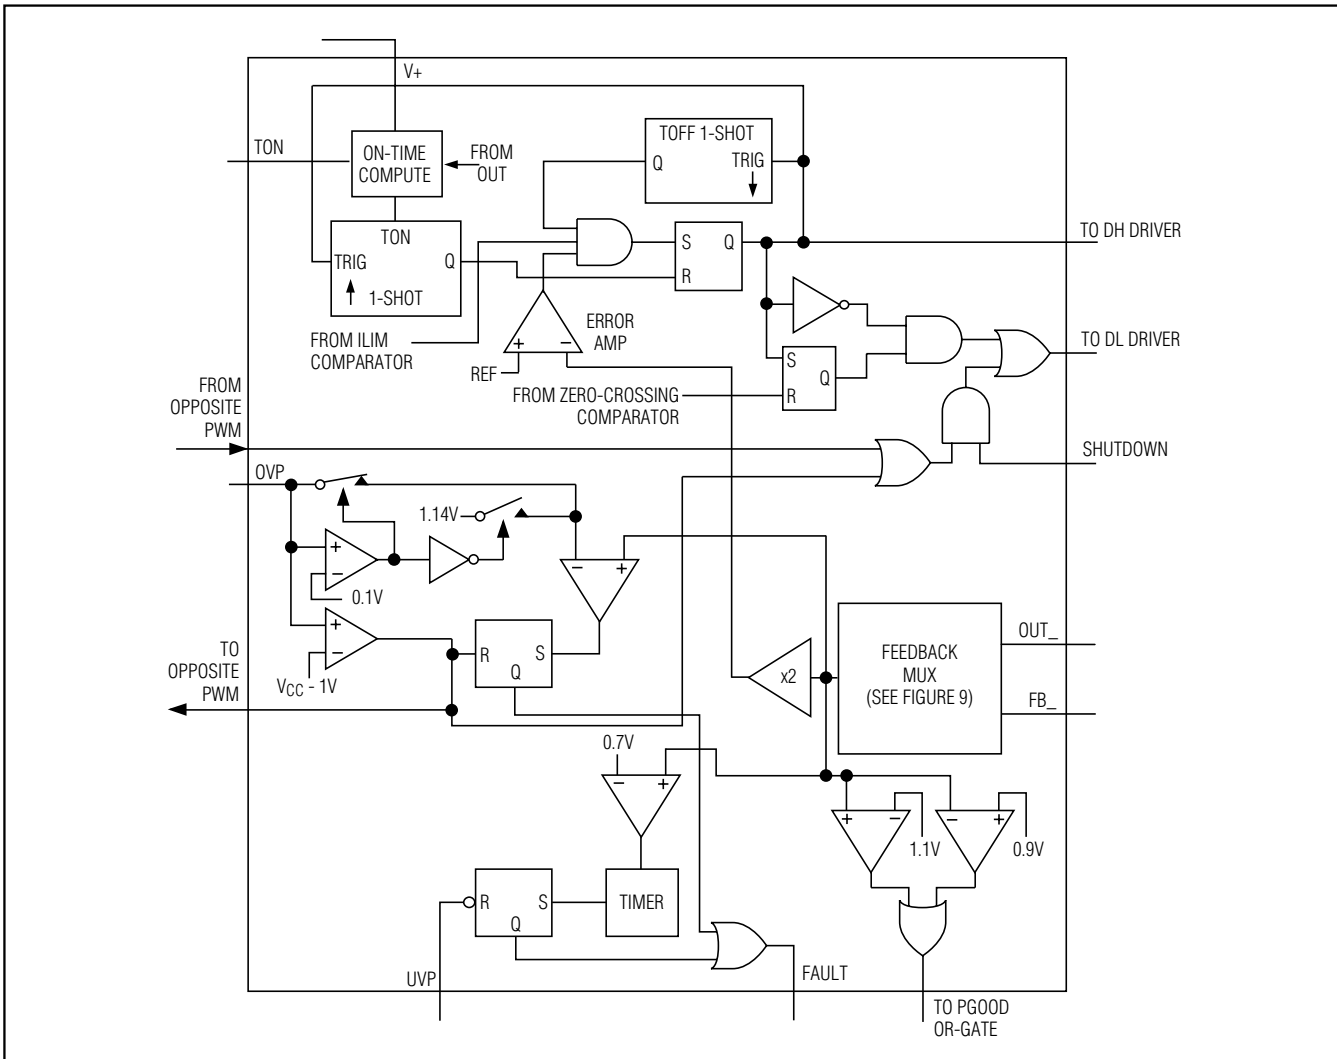 V+
TON
ON-TIME
COMPUTE
FROM
OUT
TOFF 1-SHOT
Q
TRIG
TON
TRIG
Q
1-SHOT
S
Q
R
TO DH DRIVER
FROM ILIM
COMPARATOR
+
−
ERROR
AMP
REF
S
Q
R
TO DL DRIVER
FROM ZERO-CROSSING
COMPARATOR
FROM
OPPOSITE
PWM
SHUTDOWN
OVP
1.14V
+
−
0.1V
−
+
+
−
VCC - 1V
TO
OPPOSITE
PWM
R
S
Q
x2
FEEDBACK
MUX
(SEE FIGURE 9)
OUT_
FB_
0.7V
−
+
+
−
1.1V
−
+
0.9V
R
S
Q
TIMER
UVP
FAULT
TO PGOOD
OR-GATE